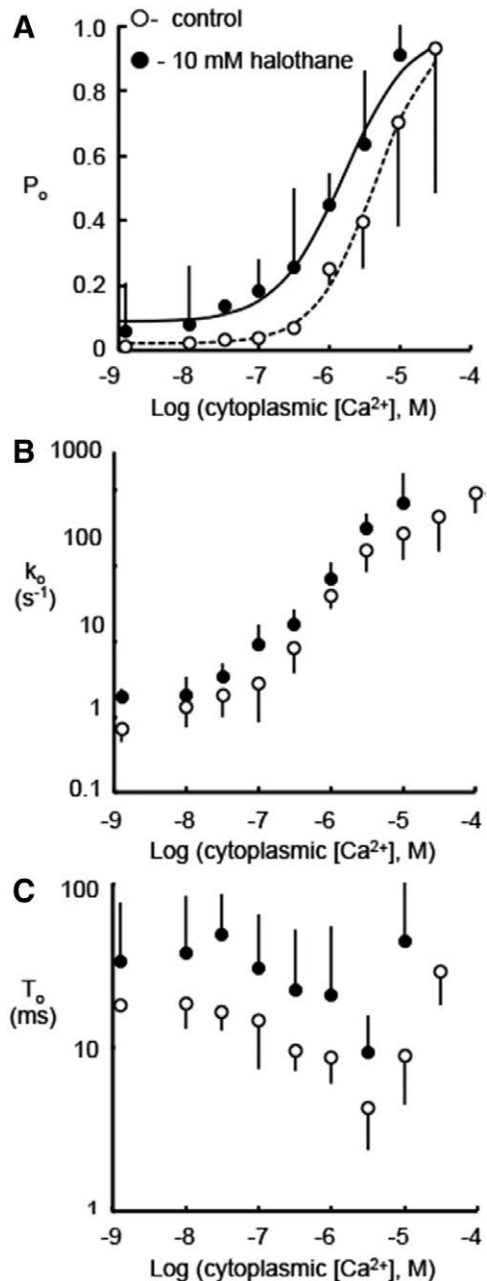 A
- control
- 10 mM halothane
1.0
0.8
0.6
Pₒ
0.4
0.2
0
-9 -8 -7 -6 -5 -4
Log (cytoplasmic [Ca²⁺], M)
B
1000
100
kₒ
(s⁻¹)
10
1
0.1
-9 -8 -7 -6 -5 -4
Log (cytoplasmic [Ca²⁺], M)
C
100
Tₒ
(ms)
10
1
-9 -8 -7 -6 -5 -4
Log (cytoplasmic [Ca²⁺], M)